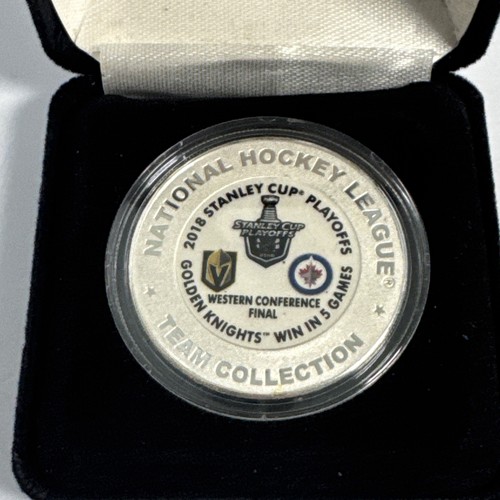 NATIONAL HOCKEY LEAGUE®
2018 STANLEY CUP® PLAYOFFS
STANLEY CUP
PLAYOFFS
WESTERN CONFERENCE
FINAL
GOLDEN KNIGHTS™ WIN IN 5 GAMES
★ TEAM COLLECTION ★